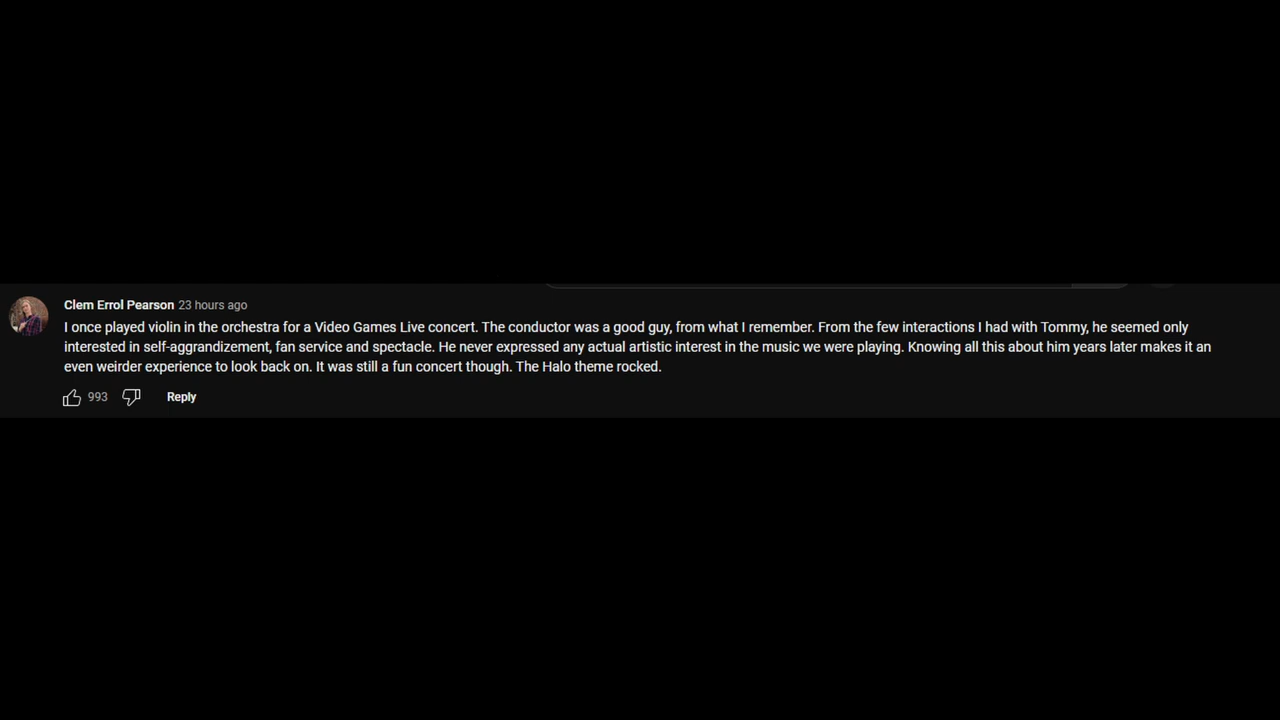 Clem Errol Pearson 23 hours ago
I once played violin in the orchestra for a Video Games Live concert. The conductor was a good guy, from what I remember. From the few interactions I had with Tommy, he seemed only
interested in self-aggrandizement, fan service and spectacle. He never expressed any actual artistic interest in the music we were playing. Knowing all this about him years later makes it an
even weirder experience to look back on. It was still a fun concert though. The Halo theme rocked.
993 Reply